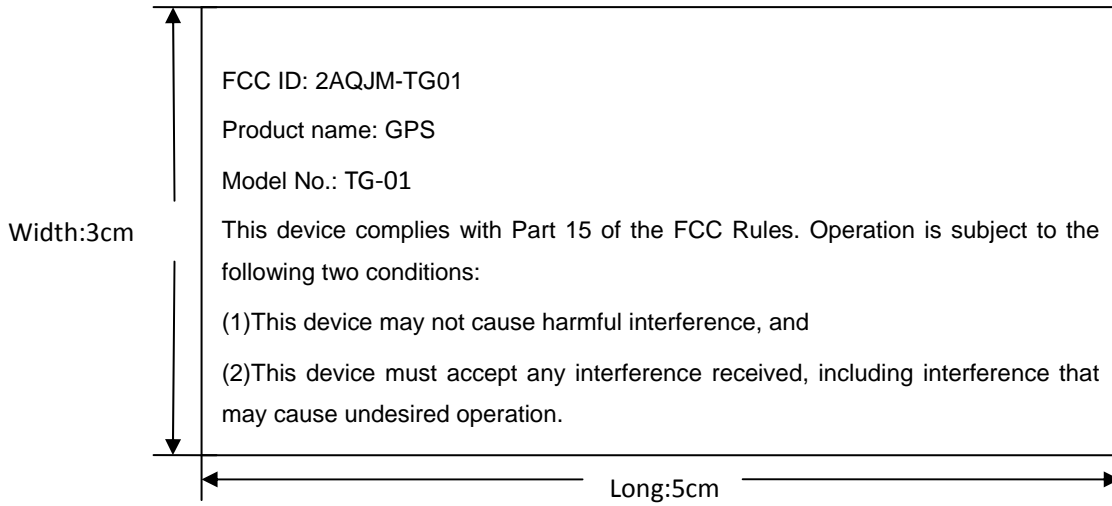 FCC ID: 2AQJM-TG01
Product name: GPS
Model No.: TG-01
Width:3cm
This device complies with Part 15 of the FCC Rules. Operation is subject to the
following two conditions:
(1)This device may not cause harmful interference, and
(2)This device must accept any interference received, including interference that
may cause undesired operation.
Long:5cm